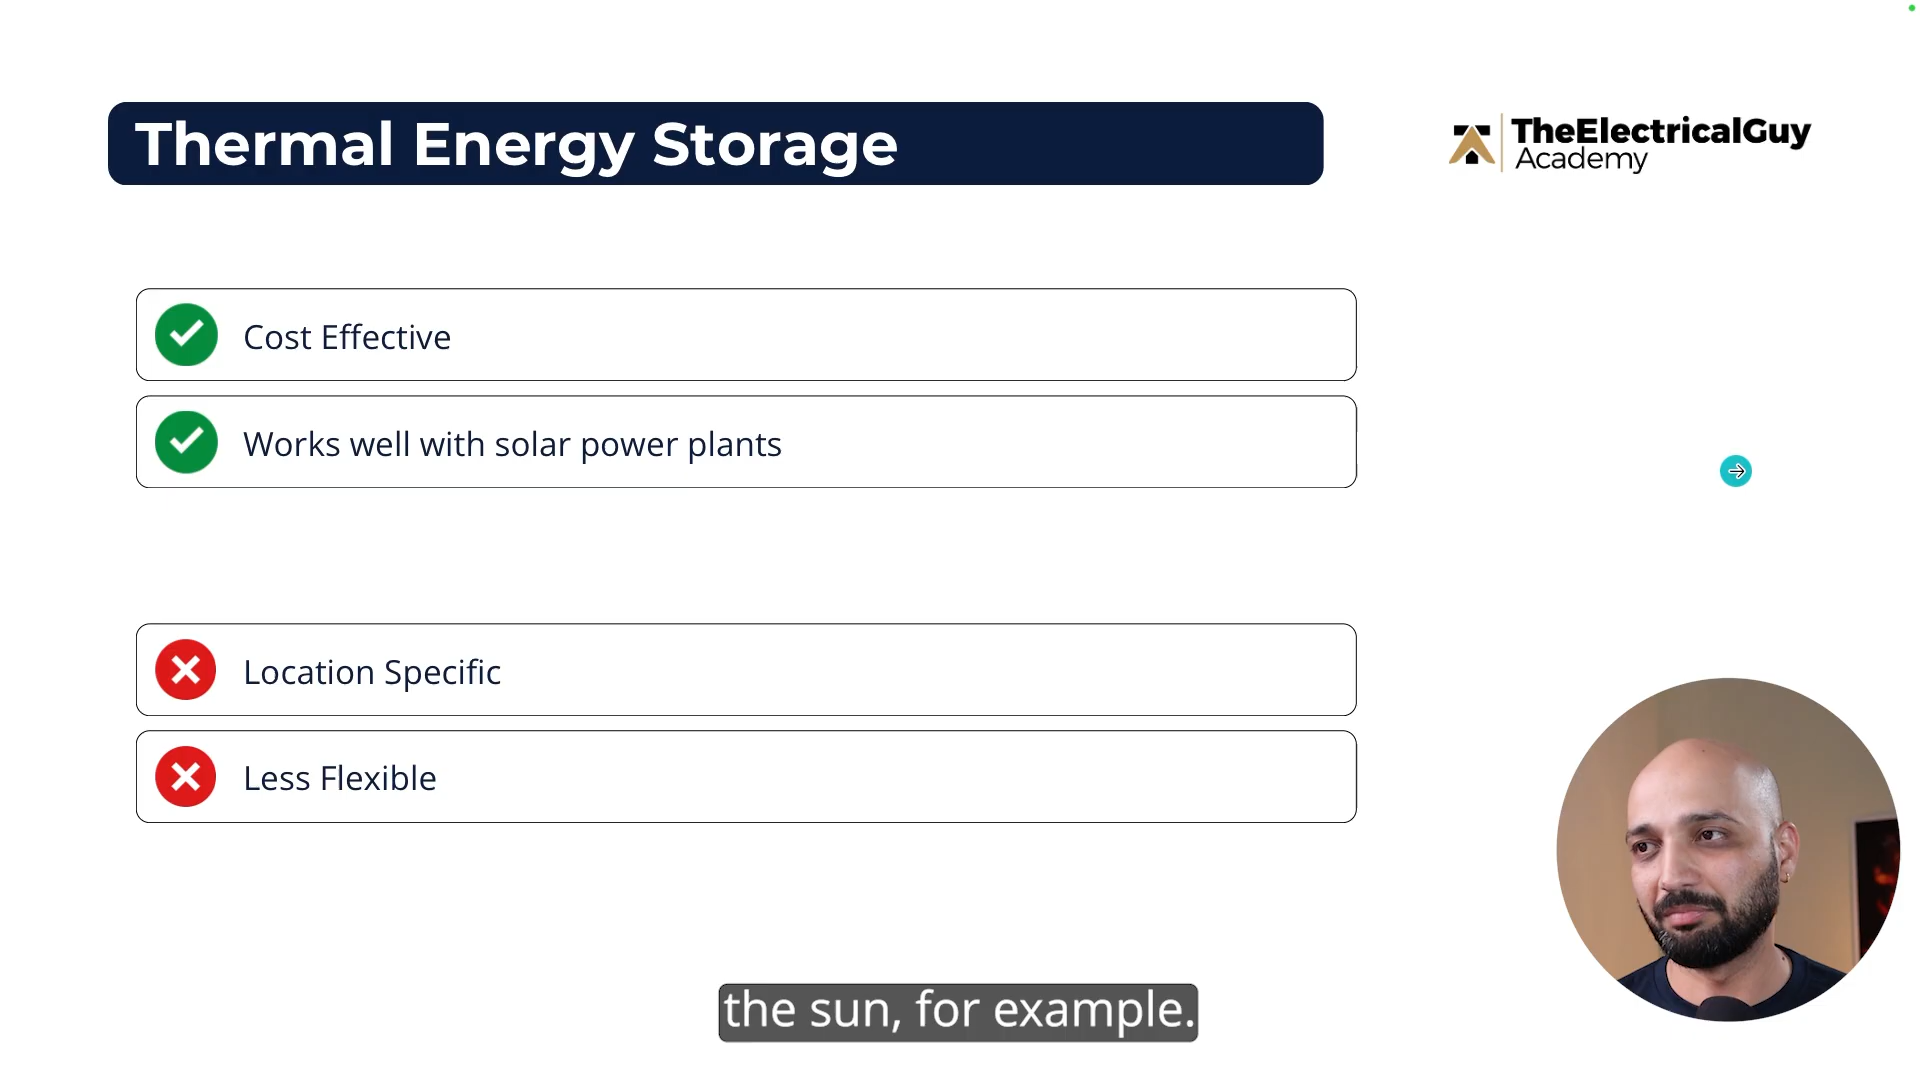 Thermal Energy Storage
TheElectricalGuy
Academy
Cost Effective
Works well with solar power plants
Location Specific
Less Flexible
the sun, for example.